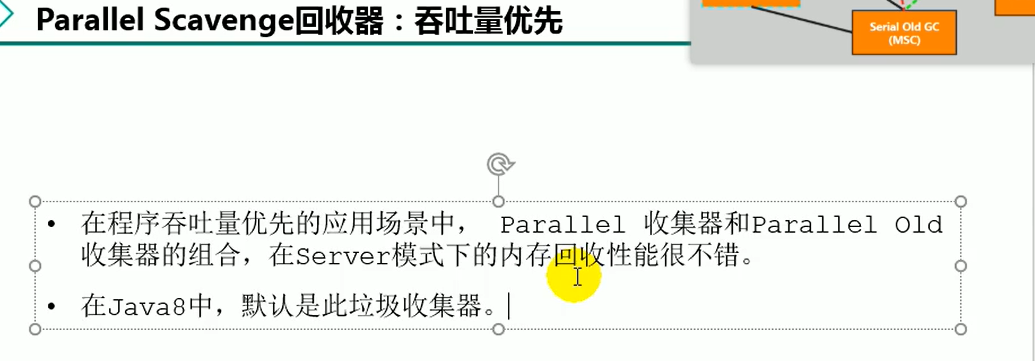 Parallel Scavenge回收器：吞吐量优先
Serial Old GC
(MSC)
• 在程序吞吐量优先的应用场景中， Parallel 收集器和Parallel Old
收集器的组合，在Server模式下的内存回收性能很不错。
• 在Java8中，默认是此垃圾收集器。